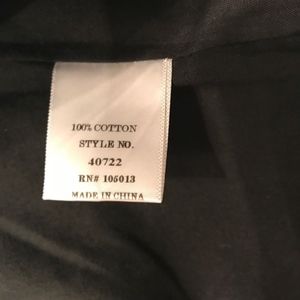 100% COTTON
STYLE NO.
40722
RN# 105013
MADE IN CHINA